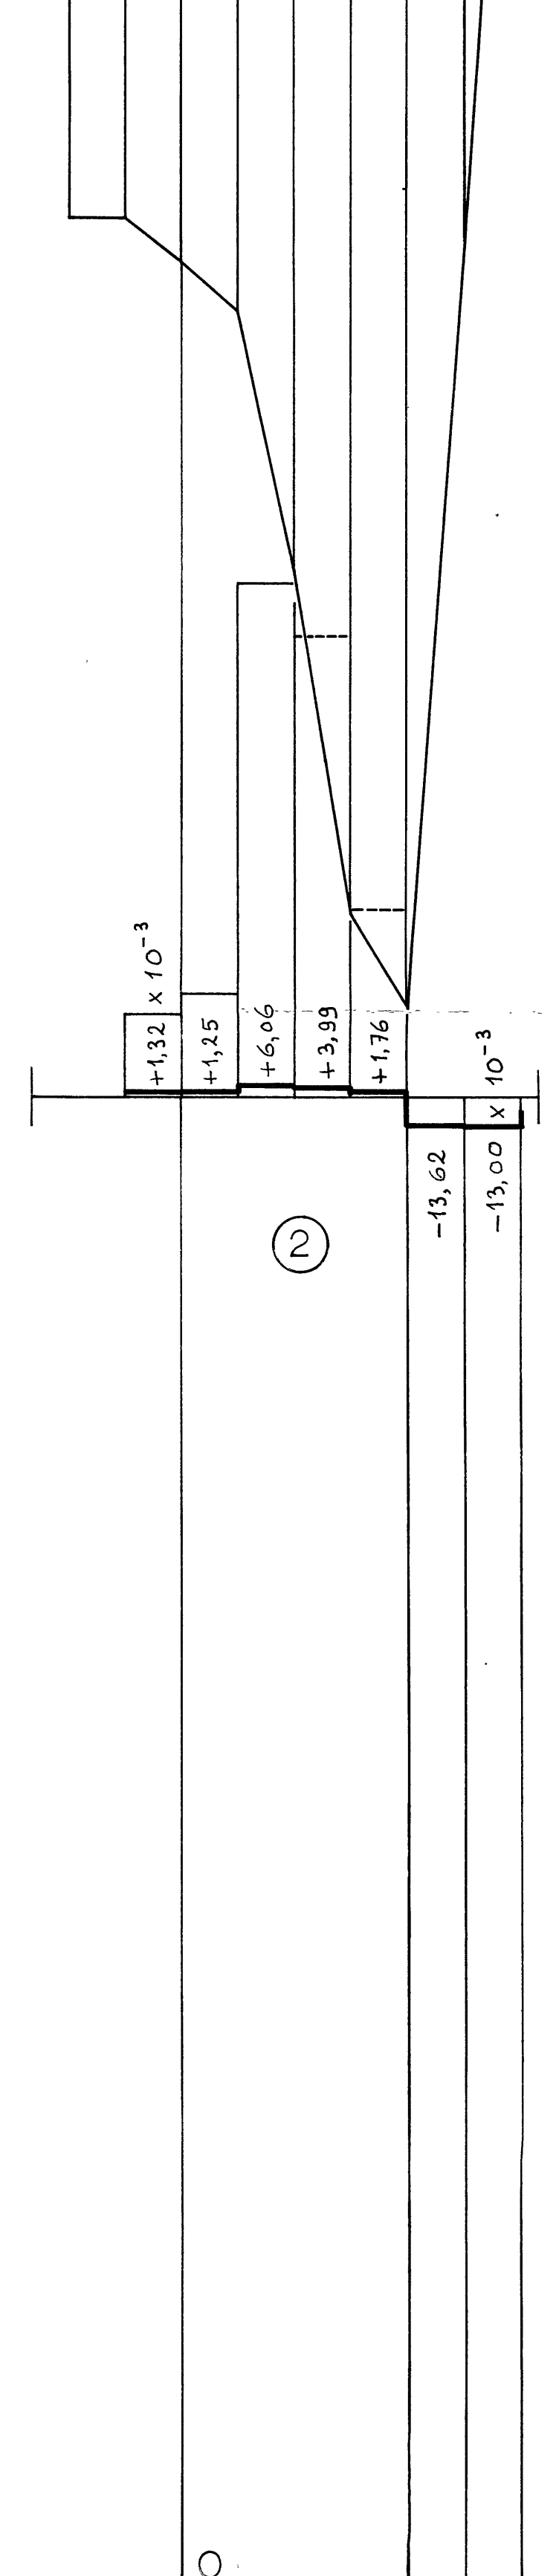 +1,32 × 10⁻³
+1,25
+6,06
+3,99
+1,76
-13,62
-13,00 × 10⁻³
2
O